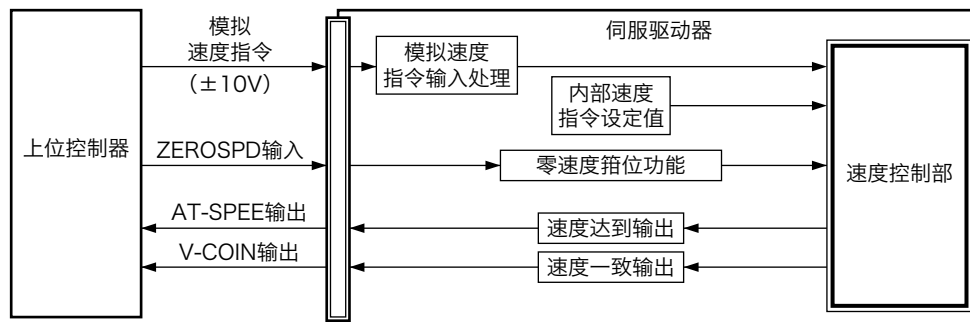 模拟
速度指令
（±10V）
伺服驱动器
模拟速度
指令输入处理
内部速度
指令设定值
上位控制器
ZEROSPD输入
零速度箝位功能
速度控制部
AT-SPEE输出
速度达到输出
V-COIN输出
速度一致输出